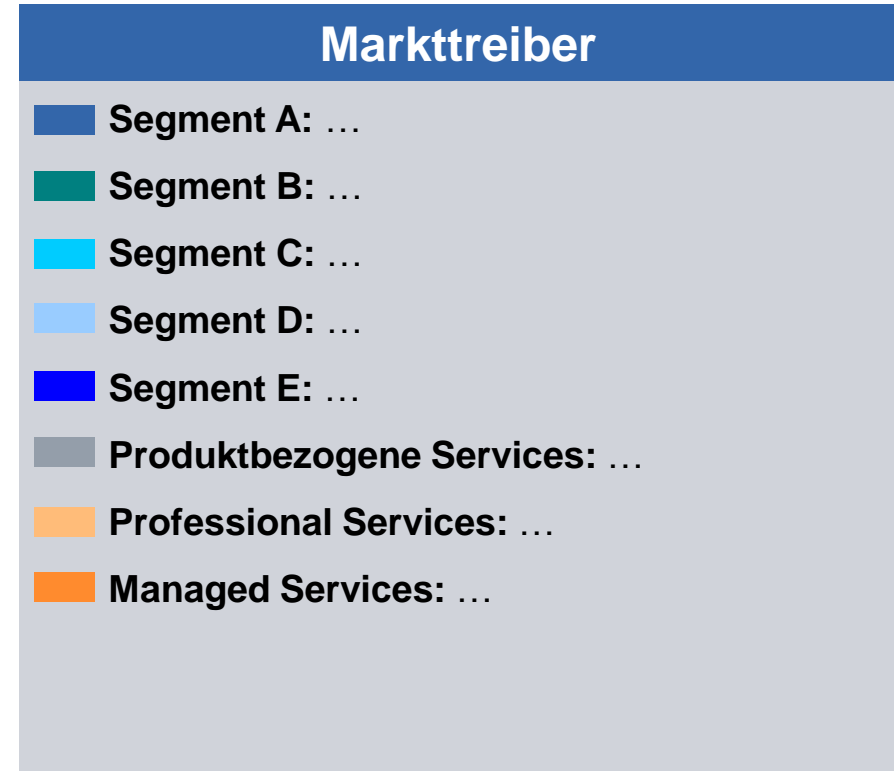 Markttreiber
Segment A: …
Segment B: …
Segment C: …
Segment D: …
Segment E: …
Produktbezogene Services: …
Professional Services: …
Managed Services: …